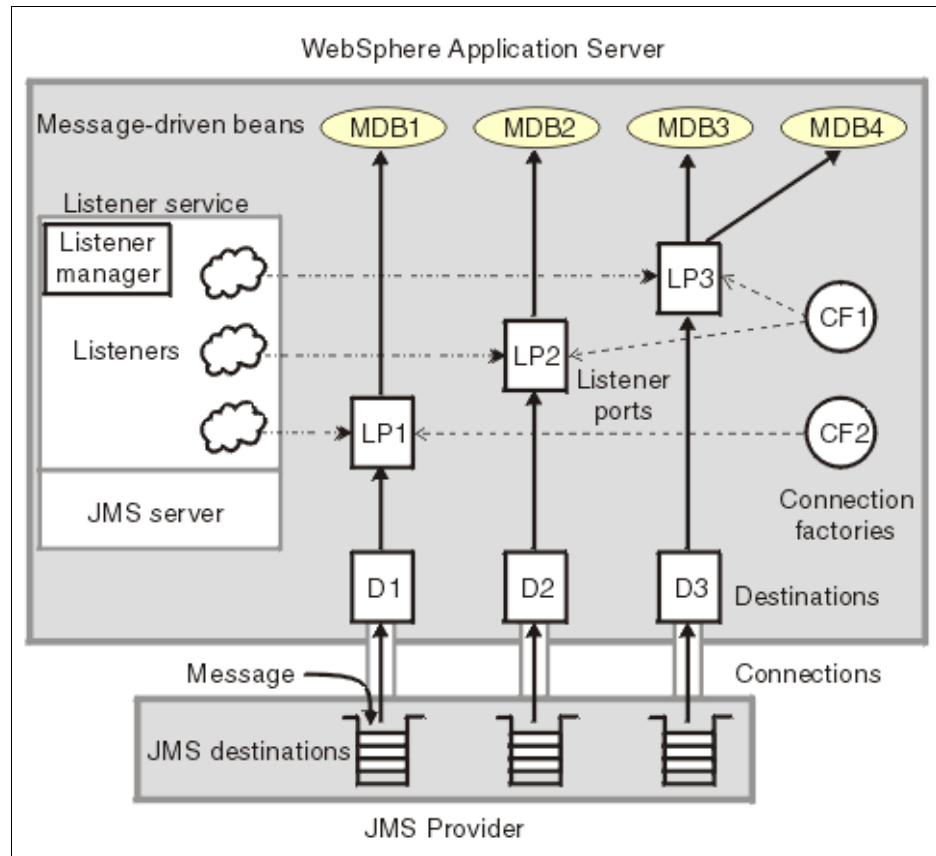 WebSphere Application Server
Message-driven beans
MDB1
MDB2
MDB3
MDB4
Listener service
Listener
manager
LP3
CF1
Listeners
LP2
Listener
ports
LP1
CF2
JMS server
Connection
factories
D1
D2
D3
Destinations
Message
Connections
JMS destinations
JMS Provider